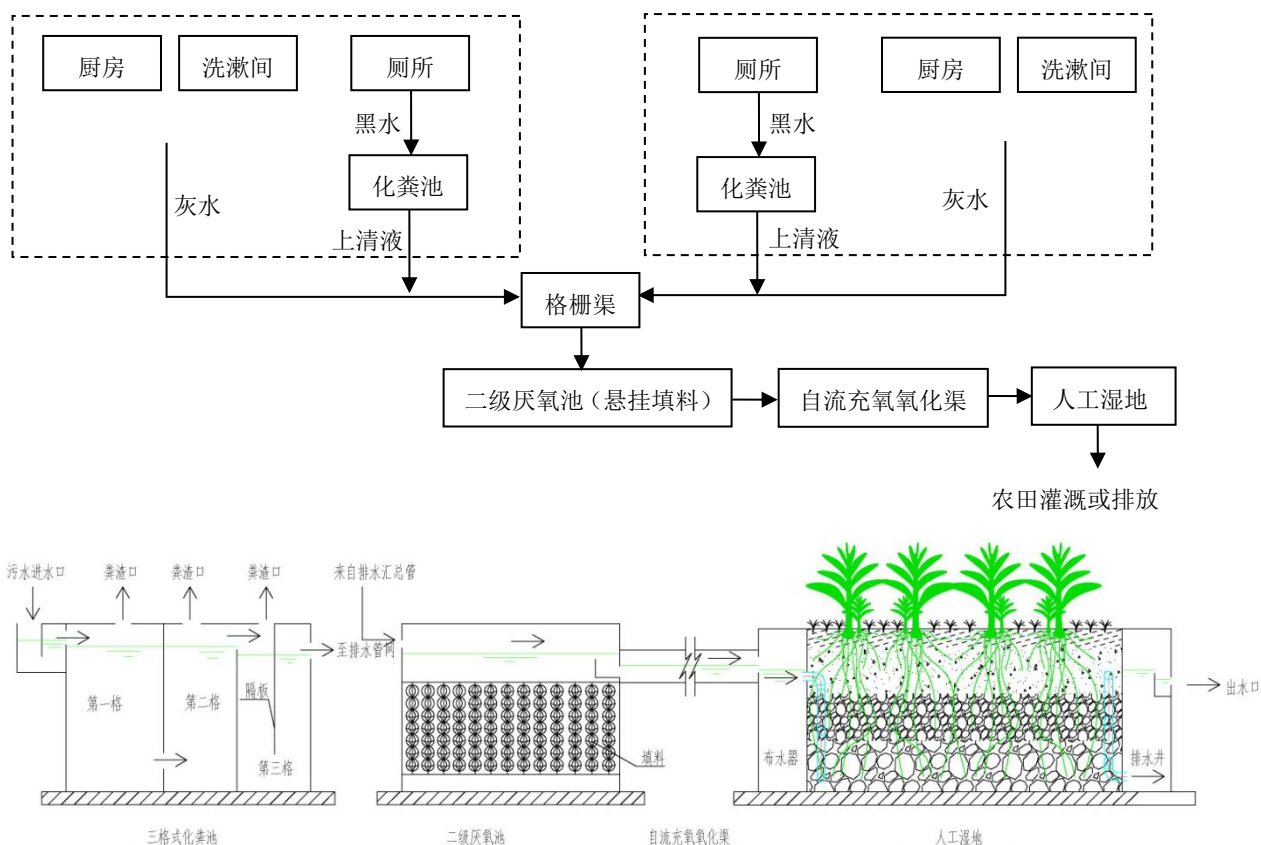 厨房
洗漱间
厕所
厕所
厨房
洗漱间
黑水
黑水
化粪池
化粪池
灰水
灰水
上清液
上清液
格栅渠
二级厌氧池（悬挂填料）
自流充氧氧化渠
人工湿地
农田灌溉或排放
污水进水口
粪渣口
粪渣口
粪渣口
来自排水汇总管
至排水管网
第一格
第二格
隔板
第三格
填料
布水器
排水井
出水口
三格式化粪池
二级厌氧池
自流充氧氧化渠
人工湿地